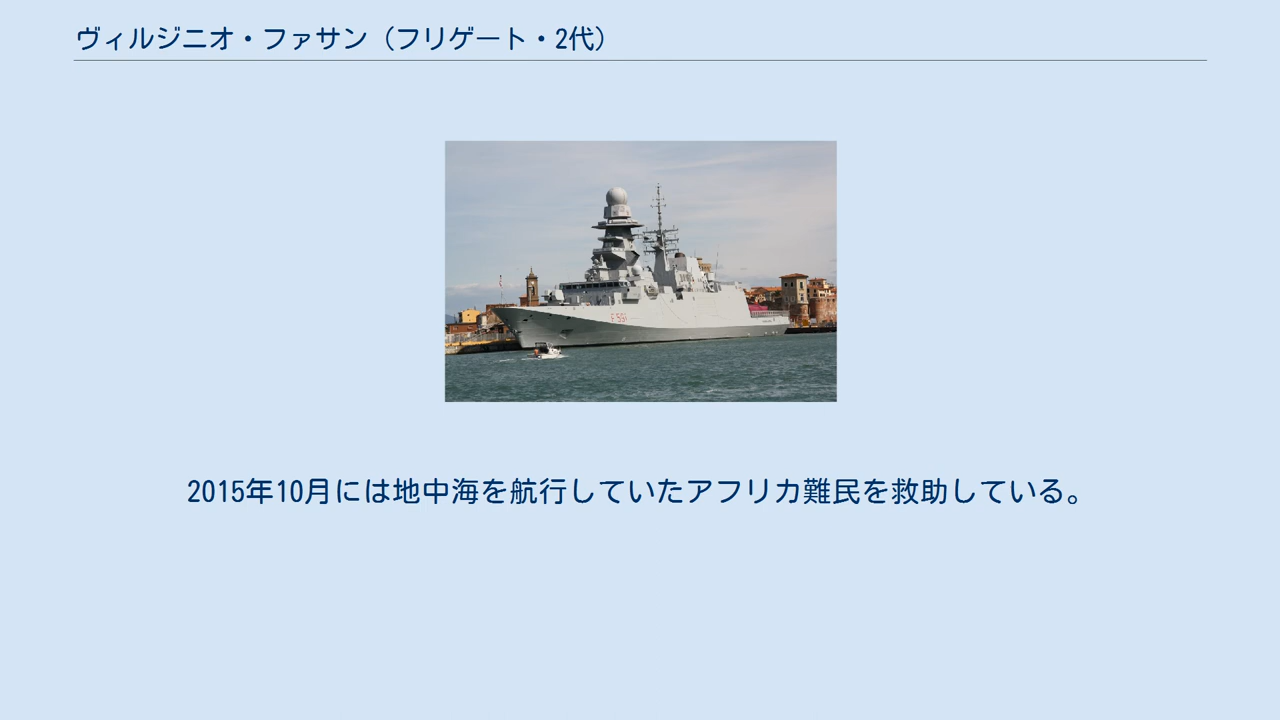 ヴィルジニオ・ファサン（フリゲート・2代）
F 591
2015年10月には地中海を航行していたアフリカ難民を救助している。